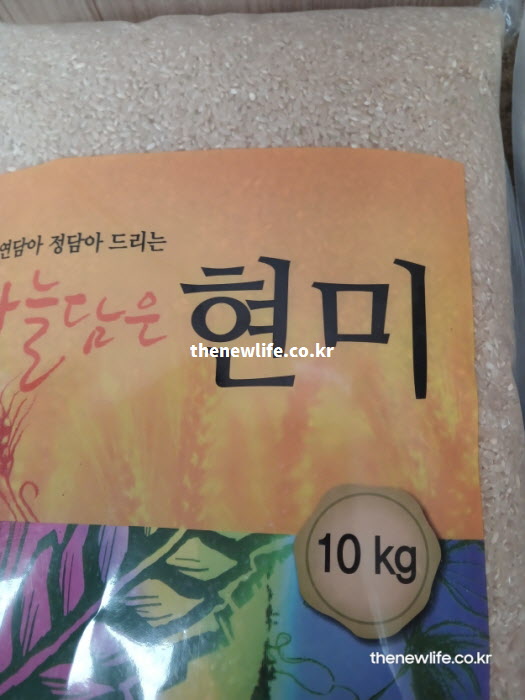 연담아 정담아 드리는
하늘담은 현미
thenewlife.co.kr
10 kg
thenewlife.co.kr